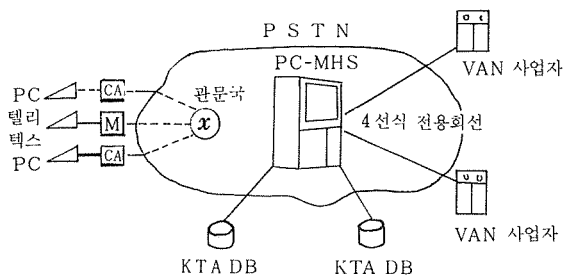 P S T N
PC-MHS
VAN 사업자
PC
CA
관문국
텔리
텍스
M
x
4선식 전용회선
PC
CA
VAN 사업자
KTA DB
KTA DB